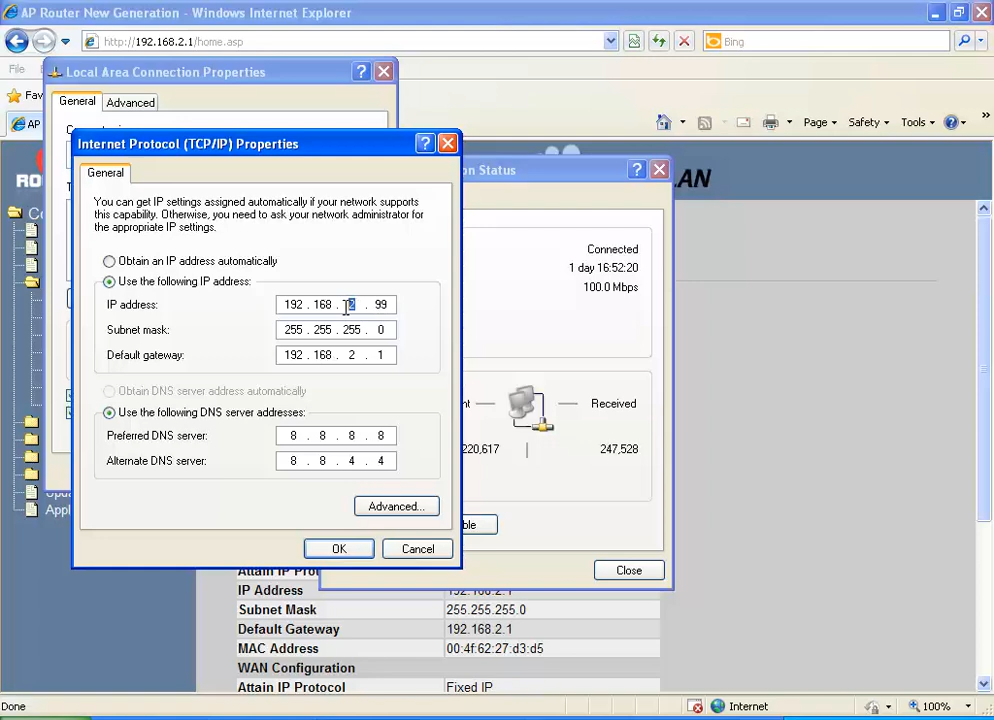 AP Router New Generation - Windows Internet Explorer
http://192.168.2.1/home.asp
Bing
File
Local Area Connection Properties
Fav
General
Advanced
AP
Page
Safety
Tools
Internet Protocol (TCP/IP) Properties
on Status
LAN
General
You can get IP settings assigned automatically if your network supports
this capability. Otherwise, you need to ask your network administrator for
the appropriate IP settings.
Obtain an IP address automatically
Use the following IP address:
IP address:
192 . 168 . 2 . 99
Subnet mask:
255 . 255 . 255 . 0
Default gateway:
192 . 168 . 2 . 1
Obtain DNS server address automatically
Use the following DNS server addresses:
Preferred DNS server:
8 . 8 . 8 . 8
Alternate DNS server:
8 . 8 . 4 . 4
Advanced...
OK
Cancel
Connected
1 day 16:52:20
100.0 Mbps
Received
220,617
247,528
Close
IP Address
192.168.2.1
Subnet Mask
255.255.255.0
Default Gateway
192.168.2.1
MAC Address
00:4f:62:27:d3:d5
WAN Configuration
Attain IP Protocol
Fixed IP
Done
Internet
100%